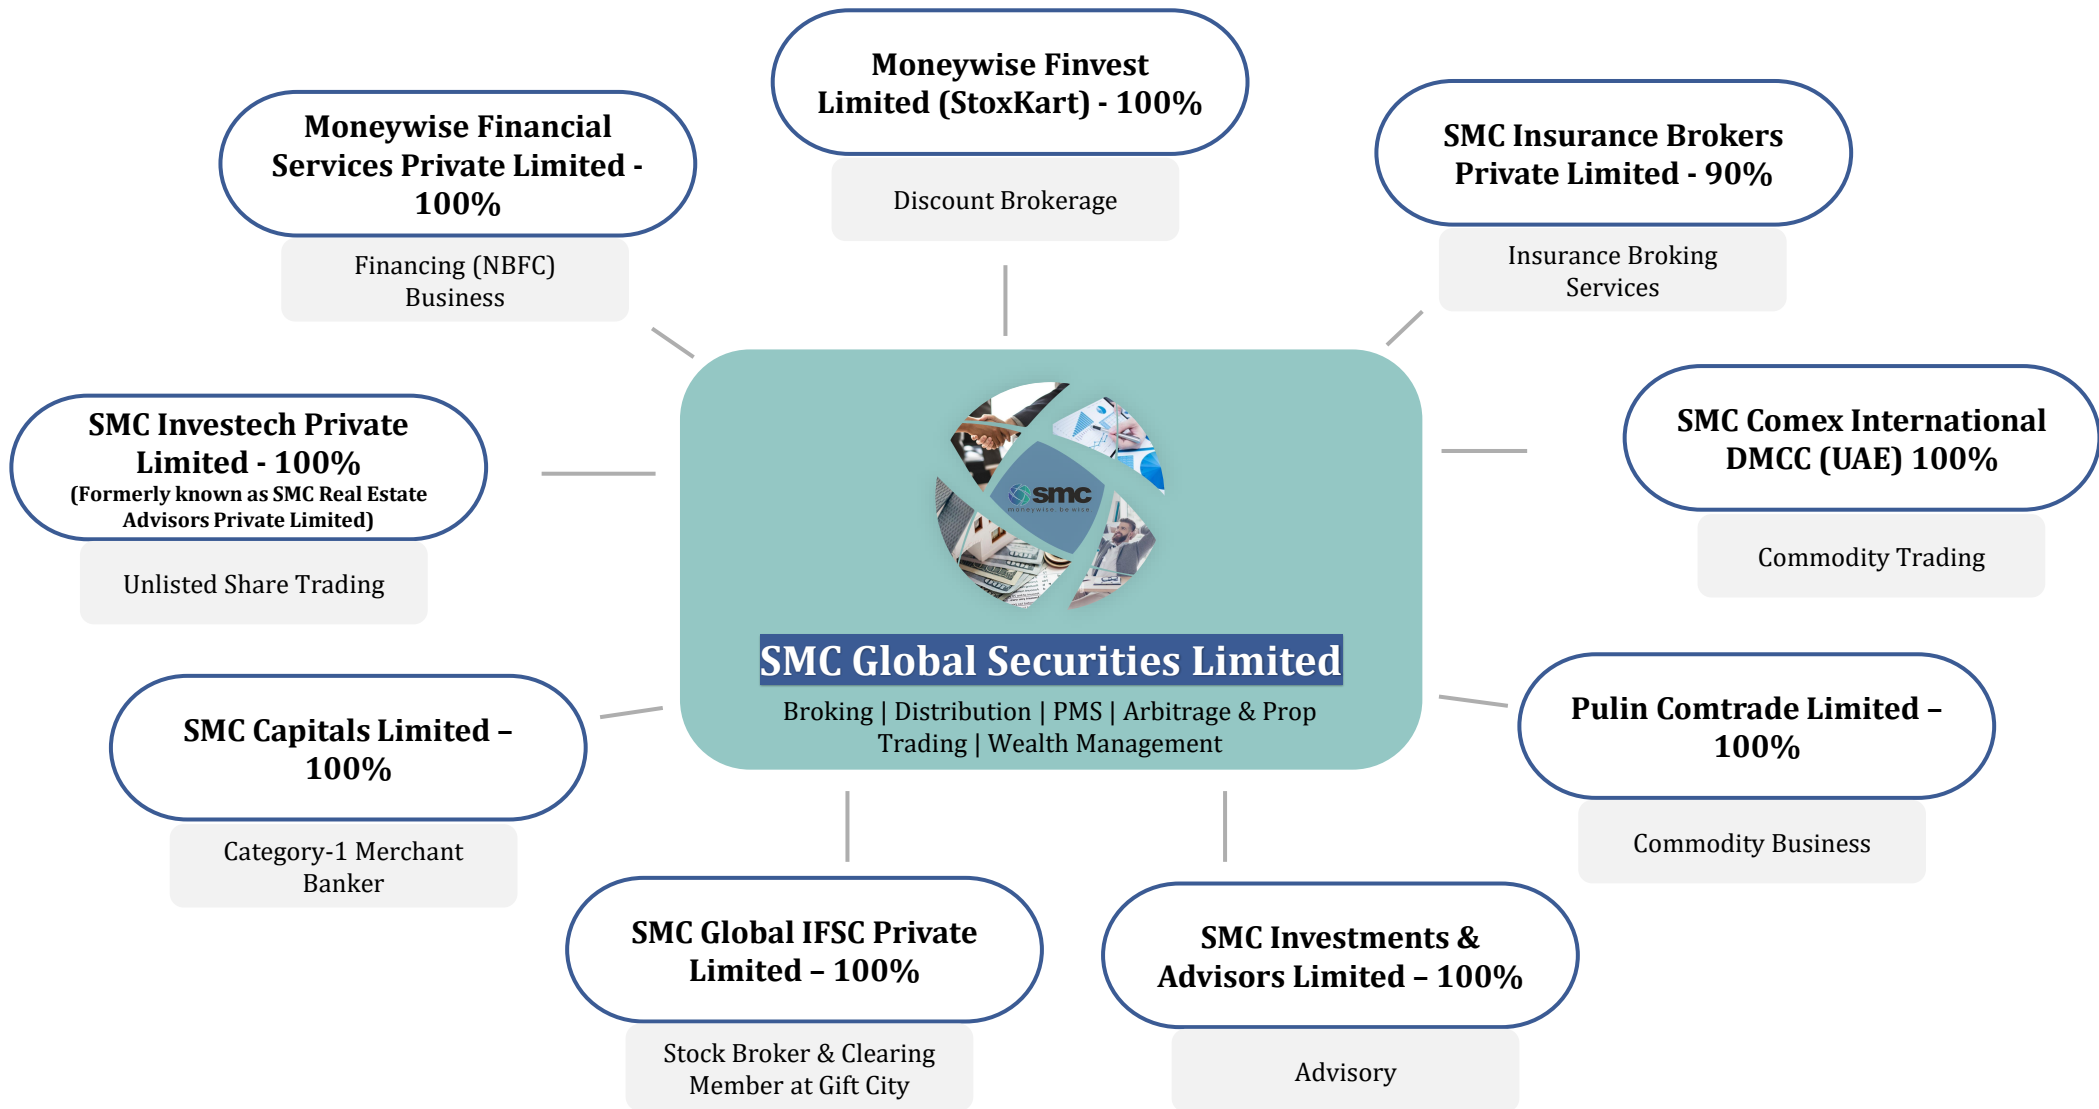 Moneywise Finvest
Limited (StoxKart) - 100%
Discount Brokerage
Moneywise Financial
Services Private Limited -
100%
Financing (NBFC)
Business
SMC Insurance Brokers
Private Limited - 90%
Insurance Broking
Services
SMC Investech Private
Limited - 100%
(Formerly known as SMC Real Estate
Advisors Private Limited)
Unlisted Share Trading
SMC Comex International
DMCC (UAE) 100%
Commodity Trading
smc
moneywise. be wise.
SMC Global Securities Limited
Broking | Distribution | PMS | Arbitrage & Prop
Trading | Wealth Management
SMC Capitals Limited –
100%
Category-1 Merchant
Banker
Pulin Comtrade Limited –
100%
Commodity Business
SMC Global IFSC Private
Limited – 100%
Stock Broker & Clearing
Member at Gift City
SMC Investments &
Advisors Limited – 100%
Advisory